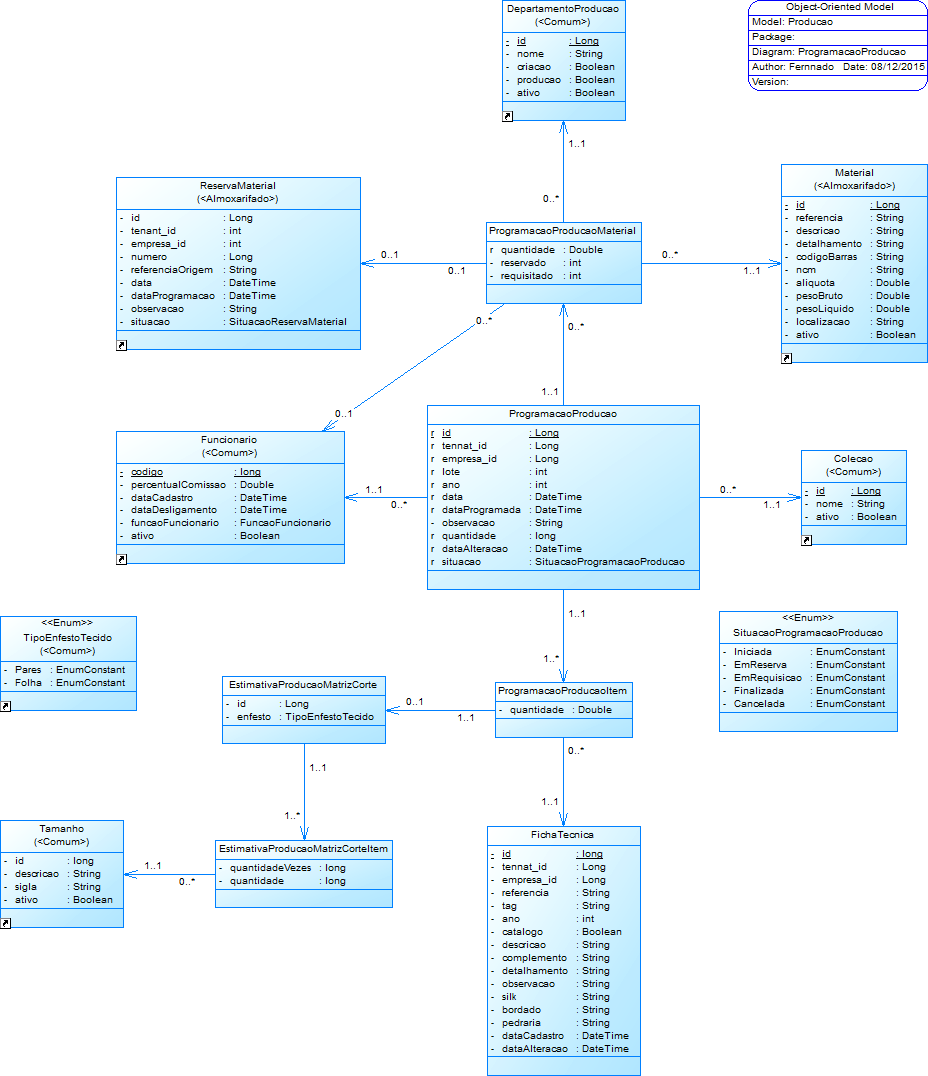 Object-Oriented Model
Model: Producao
Package:
Diagram: ProgramacaoProducao
Author: Fernnado Date: 08/12/2015
Version:
DepartamentoProducao
(<Comum>)
- id : Long
- nome : String
- criacao : Boolean
- producao : Boolean
- ativo : Boolean
1..1
0..*
ReservaMaterial
(<Almoxarifado>)
- id : Long
- tenant_id : int
- empresa_id : int
- numero : Long
- referenciaOrigem : String
- data : DateTime
- dataProgramacao : DateTime
- observacao : String
- situacao : SituacaoReservaMaterial
0..1
0..1
ProgramacaoProducaoMaterial
r quantidade : Double
- reservado : int
- requisitado : int
0..*
1..1
Material
(<Almoxarifado>)
- id : Long
- referencia : String
- descricao : String
- detalhamento : String
- codigoBarras : String
- ncm : String
- aliquota : Double
- pesoBruto : Double
- pesoLiquido : Double
- localizacao : String
- ativo : Boolean
0..*
0..*
0..1
1..1
Funcionario
(<Comum>)
- codigo : long
- percentualComissao : Double
- dataCadastro : DateTime
- dataDesligamento : DateTime
- funcaoFuncionario : FuncaoFuncionario
- ativo : Boolean
1..1
0..*
ProgramacaoProducao
r id : Long
r tennat_id : Long
r empresa_id : Long
r lote : int
r ano : int
r data : DateTime
r dataProgramada : DateTime
- observacao : String
r quantidade : long
r dataAlteracao : DateTime
r situacao : SituacaoProgramacaoProducao
0..*
1..1
Colecao
(<Comum>)
- id : Long
- nome : String
- ativo : Boolean
1..1
1..*
<<Enum>>
TipoEnfestoTecido
(<Comum>)
- Pares : EnumConstant
- Folha : EnumConstant
<<Enum>>
SituacaoProgramacaoProducao
- Iniciada : EnumConstant
- EmReserva : EnumConstant
- EmRequisicao : EnumConstant
- Finalizada : EnumConstant
- Cancelada : EnumConstant
EstimativaProducaoMatrizCorte
- id : Long
- enfesto : TipoEnfestoTecido
0..1
1..1
ProgramacaoProducaoItem
- quantidade : Double
0..*
1..1
1..1
1..*
Tamanho
(<Comum>)
- id : long
- descricao : String
- sigla : String
- ativo : Boolean
1..1
0..*
EstimativaProducaoMatrizCorteItem
- quantidadeVezes : long
- quantidade : long
FichaTecnica
- id : long
- tennat_id : Long
- empresa_id : Long
- referencia : String
- tag : String
- ano : int
- catalogo : Boolean
- descricao : String
- complemento : String
- detalhamento : String
- observacao : String
- silk : String
- bordado : String
- pedraria : String
- dataCadastro : DateTime
- dataAlteracao : DateTime